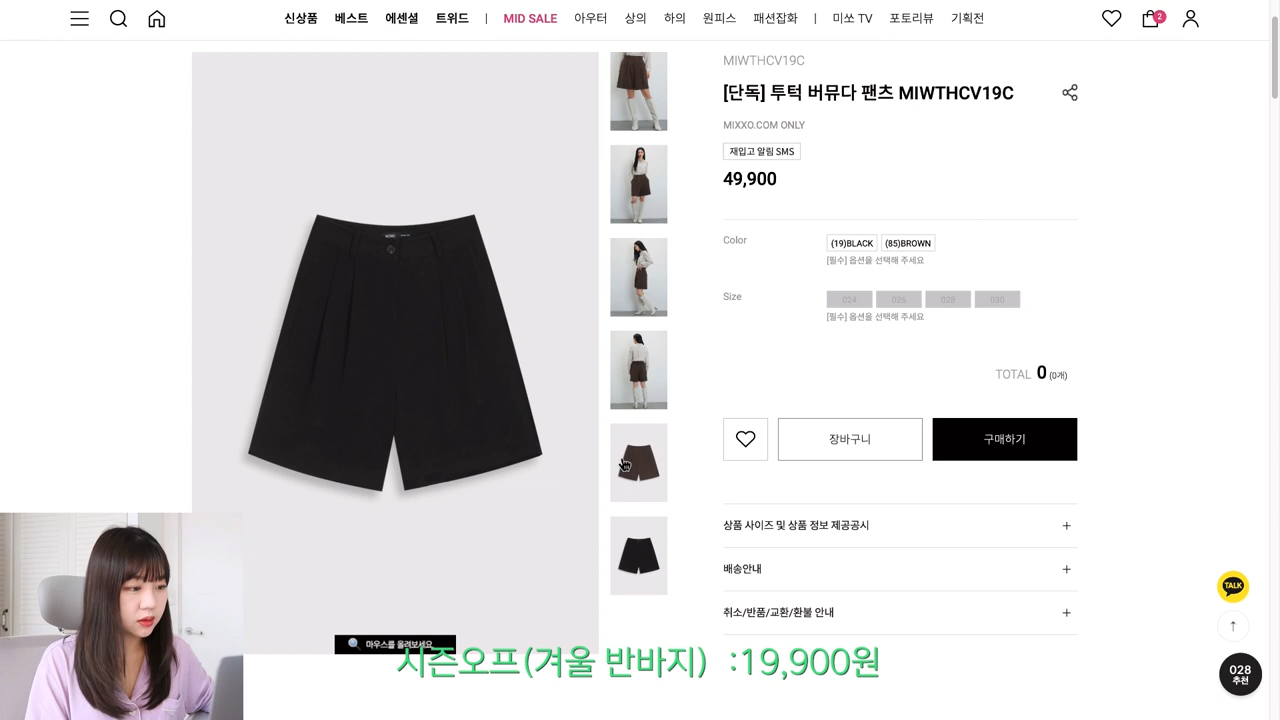 신상품 베스트 에센셜 트위드 | MID SALE 아우터 상의 하의 원피스 패션잡화 | 미쏘 TV 포토리뷰 기획전
2
MIWTHCV19C
[단독] 투턱 버뮤다 팬츠 MIWTHCV19C
MIXXO.COM ONLY
재입고 알림 SMS
49,900
Color (19)BLACK (85)BROWN
[필수] 옵션을 선택해 주세요
Size 024 026 028 030
[필수] 옵션을 선택해 주세요
TOTAL 0 (0개)
장바구니 구매하기
상품 사이즈 및 상품 정보 제공공시 +
배송안내 +
취소/반품/교환/환불 안내 +
TALK
↑
028
추천
마우스를 올려보세요
시즌오프(겨울 반바지) :19,900원